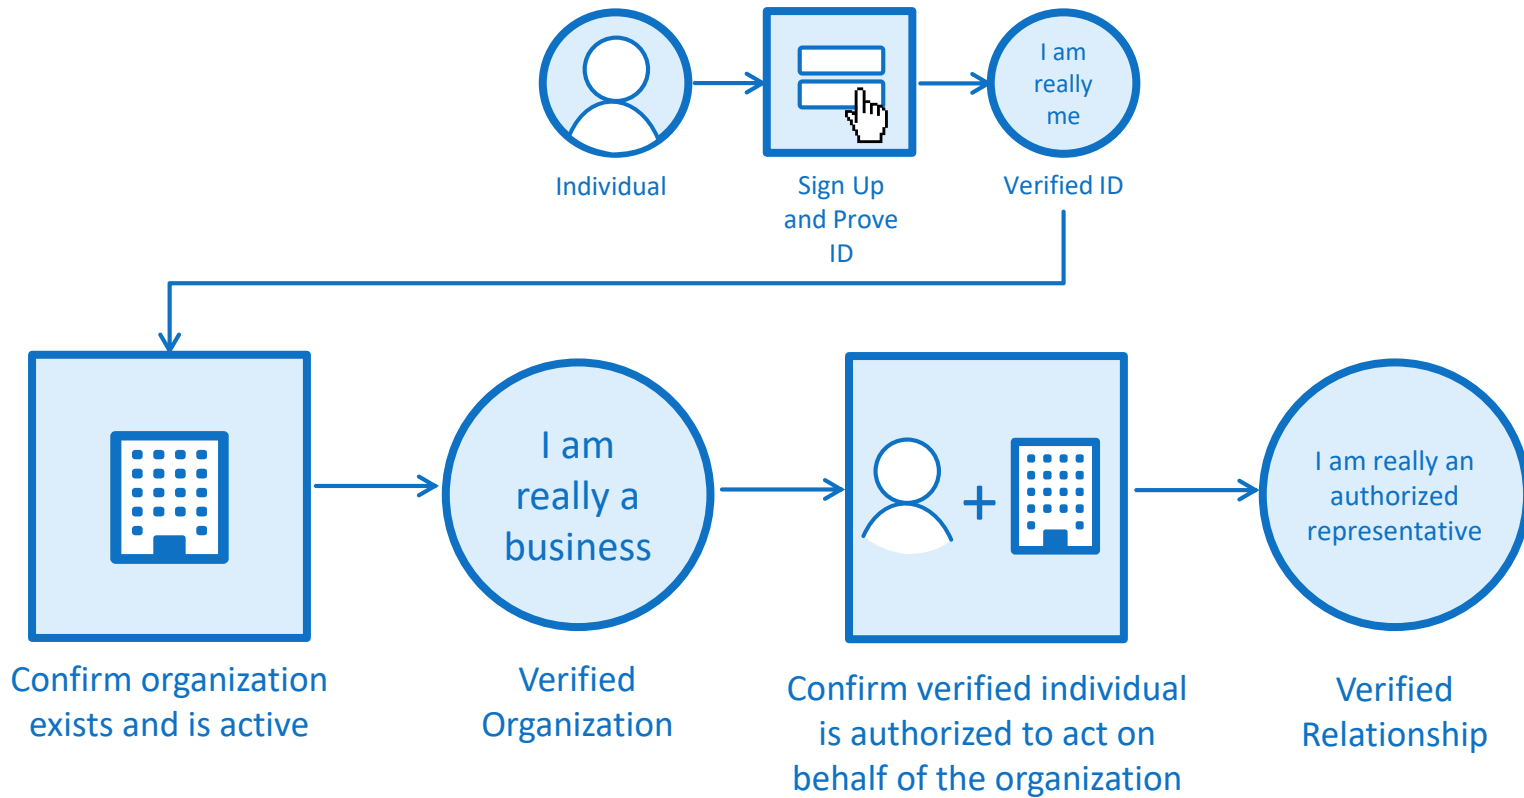 I am
really
me
Individual
Sign Up
and Prove
ID
Verified ID
I am
really a
business
I am really an
authorized
representative
Confirm organization
exists and is active
Verified
Organization
Confirm verified individual
is authorized to act on
behalf of the organization
Verified
Relationship